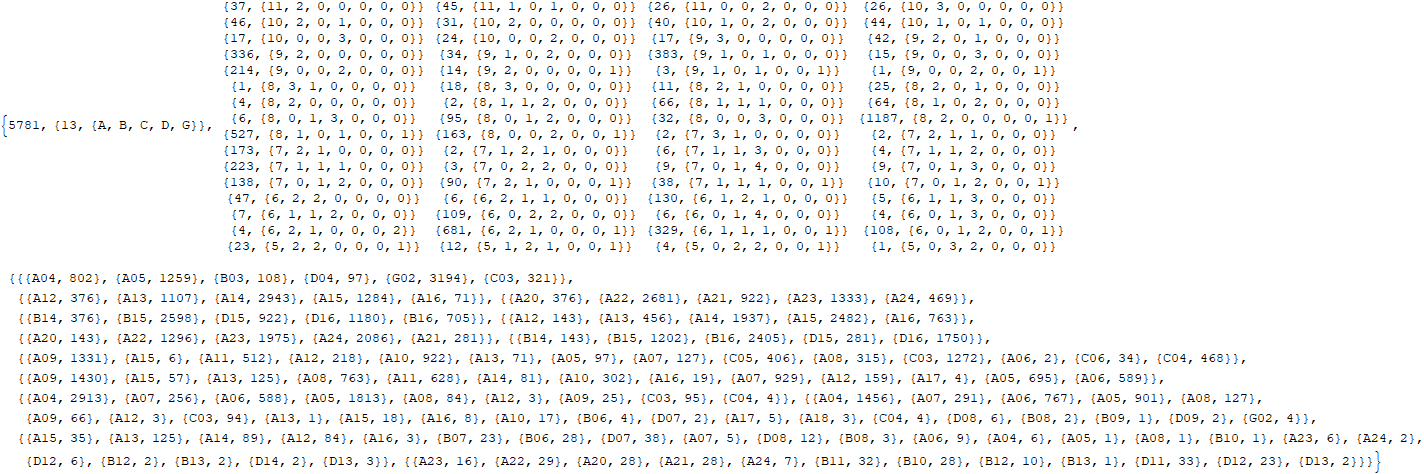 {37, {11, 2, 0, 0, 0, 0, 0}} {45, {11, 1, 0, 1, 0, 0, 0}} {26, {11, 0, 0, 2, 0, 0, 0}} {26, {10, 3, 0, 0, 0, 0, 0}}
{46, {10, 2, 0, 1, 0, 0, 0}} {31, {10, 2, 0, 0, 0, 0, 0}} {40, {10, 1, 0, 2, 0, 0, 0}} {44, {10, 1, 0, 1, 0, 0, 0}}
{17, {10, 0, 0, 3, 0, 0, 0}} {24, {10, 0, 0, 2, 0, 0, 0}} {17, {9, 3, 0, 0, 0, 0, 0}} {42, {9, 2, 0, 1, 0, 0, 0}}
{336, {9, 2, 0, 0, 0, 0, 0}} {34, {9, 1, 0, 2, 0, 0, 0}} {383, {9, 1, 0, 1, 0, 0, 0}} {15, {9, 0, 0, 3, 0, 0, 0}}
{214, {9, 0, 0, 2, 0, 0, 0}} {14, {9, 2, 0, 0, 0, 0, 1}} {3, {9, 1, 0, 1, 0, 0, 1}} {1, {9, 0, 0, 2, 0, 0, 1}}
{1, {8, 3, 1, 0, 0, 0, 0}} {18, {8, 3, 0, 0, 0, 0, 0}} {11, {8, 2, 1, 0, 0, 0, 0}} {25, {8, 2, 0, 1, 0, 0, 0}}
{4, {8, 2, 0, 0, 0, 0, 0}} {2, {8, 1, 1, 2, 0, 0, 0}} {66, {8, 1, 1, 1, 0, 0, 0}} {64, {8, 1, 0, 2, 0, 0, 0}}
{5781, {13, {A, B, C, D, G}}, {6, {8, 0, 1, 3, 0, 0, 0}} {95, {8, 0, 1, 2, 0, 0, 0}} {32, {8, 0, 0, 3, 0, 0, 0}} {1187, {8, 2, 0, 0, 0, 0, 1}} ,
{527, {8, 1, 0, 1, 0, 0, 1}} {163, {8, 0, 0, 2, 0, 0, 1}} {2, {7, 3, 1, 0, 0, 0, 0}} {2, {7, 2, 1, 1, 0, 0, 0}}
{173, {7, 2, 1, 0, 0, 0, 0}} {2, {7, 1, 2, 1, 0, 0, 0}} {6, {7, 1, 1, 3, 0, 0, 0}} {4, {7, 1, 1, 2, 0, 0, 0}}
{223, {7, 1, 1, 1, 0, 0, 0}} {3, {7, 0, 2, 2, 0, 0, 0}} {9, {7, 0, 1, 4, 0, 0, 0}} {9, {7, 0, 1, 3, 0, 0, 0}}
{138, {7, 0, 1, 2, 0, 0, 0}} {90, {7, 2, 1, 0, 0, 0, 1}} {38, {7, 1, 1, 1, 0, 0, 1}} {10, {7, 0, 1, 2, 0, 0, 1}}
{47, {6, 2, 2, 0, 0, 0, 0}} {6, {6, 2, 1, 1, 0, 0, 0}} {130, {6, 1, 2, 1, 0, 0, 0}} {5, {6, 1, 1, 3, 0, 0, 0}}
{7, {6, 1, 1, 2, 0, 0, 0}} {109, {6, 0, 2, 2, 0, 0, 0}} {6, {6, 0, 1, 4, 0, 0, 0}} {4, {6, 0, 1, 3, 0, 0, 0}}
{4, {6, 2, 1, 0, 0, 0, 2}} {681, {6, 2, 1, 0, 0, 0, 1}} {329, {6, 1, 1, 1, 0, 0, 1}} {108, {6, 0, 1, 2, 0, 0, 1}}
{23, {5, 2, 2, 0, 0, 0, 1}} {12, {5, 1, 2, 1, 0, 0, 1}} {4, {5, 0, 2, 2, 0, 0, 1}} {1, {5, 0, 3, 2, 0, 0, 0}}
{{{A04, 802}, {A05, 1259}, {B03, 108}, {D04, 97}, {G02, 3194}, {C03, 321}},
{{A12, 376}, {A13, 1107}, {A14, 2943}, {A15, 1284}, {A16, 71}}, {{A20, 376}, {A22, 2681}, {A21, 922}, {A23, 1333}, {A24, 469}},
{{B14, 376}, {B15, 2598}, {D15, 922}, {D16, 1180}, {B16, 705}}, {{A12, 143}, {A13, 456}, {A14, 1937}, {A15, 2482}, {A16, 763}},
{{A20, 143}, {A22, 1296}, {A23, 1975}, {A24, 2086}, {A21, 281}}, {{B14, 143}, {B15, 1202}, {B16, 2405}, {D15, 281}, {D16, 1750}},
{{A09, 1331}, {A15, 6}, {A11, 512}, {A12, 218}, {A10, 922}, {A13, 71}, {A05, 97}, {A07, 127}, {C05, 406}, {A08, 315}, {C03, 1272}, {A06, 2}, {C06, 34}, {C04, 468}},
{{A09, 1430}, {A15, 57}, {A13, 125}, {A08, 763}, {A11, 628}, {A14, 81}, {A10, 302}, {A16, 19}, {A07, 929}, {A12, 159}, {A17, 4}, {A05, 695}, {A06, 589}},
{{A04, 2913}, {A07, 256}, {A06, 588}, {A05, 1813}, {A08, 84}, {A12, 3}, {A09, 25}, {C03, 95}, {C04, 4}}, {{A04, 1456}, {A07, 291}, {A06, 767}, {A05, 901}, {A08, 127},
{A09, 66}, {A12, 3}, {C03, 94}, {A13, 1}, {A15, 18}, {A16, 8}, {A10, 17}, {B06, 4}, {D07, 2}, {A17, 5}, {A18, 3}, {C04, 4}, {D08, 6}, {B08, 2}, {B09, 1}, {D09, 2}, {G02, 4}},
{{A15, 35}, {A13, 125}, {A14, 89}, {A12, 84}, {A16, 3}, {B07, 23}, {B06, 28}, {D07, 38}, {A07, 5}, {D08, 12}, {B08, 3}, {A06, 9}, {A04, 6}, {A05, 1}, {A08, 1}, {B10, 1}, {A23, 6}, {A24, 2},
{D12, 6}, {B12, 2}, {B13, 2}, {D14, 2}, {D13, 3}}, {{A23, 16}, {A22, 29}, {A20, 28}, {A21, 28}, {A24, 7}, {B11, 32}, {B10, 28}, {B12, 10}, {B13, 1}, {D11, 33}, {D12, 23}, {D13, 2}}}}